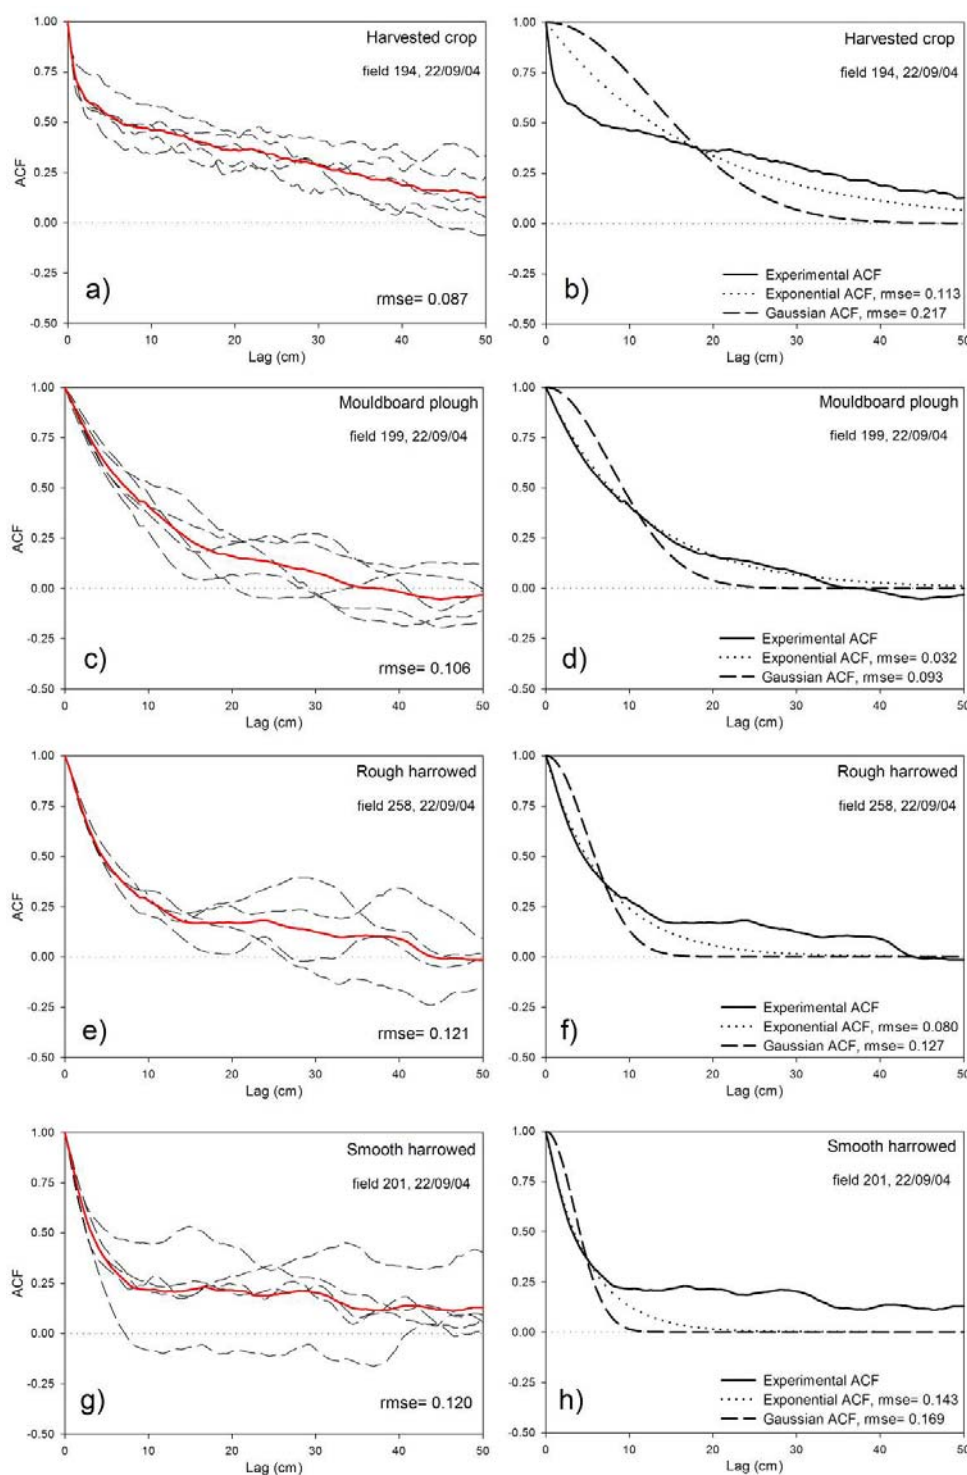 1.00
0.75
0.50
0.25
0.00
-0.25
-0.50
ACF
Harvested crop
field 194, 22/09/04
a)
rmse= 0.087
0 10 20 30 40 50
Lag (cm)
1.00
0.75
0.50
0.25
0.00
-0.25
-0.50
Harvested crop
field 194, 22/09/04
b)
Experimental ACF
Exponential ACF, rmse= 0.113
Gaussian ACF, rmse= 0.217
0 10 20 30 40 50
Lag (cm)
1.00
0.75
0.50
0.25
0.00
-0.25
-0.50
ACF
Mouldboard plough
field 199, 22/09/04
c)
rmse= 0.106
0 10 20 30 40 50
Lag (cm)
1.00
0.75
0.50
0.25
0.00
-0.25
-0.50
Mouldboard plough
field 199, 22/09/04
d)
Experimental ACF
Exponential ACF, rmse= 0.032
Gaussian ACF, rmse= 0.093
0 10 20 30 40 50
Lag (cm)
1.00
0.75
0.50
0.25
0.00
-0.25
-0.50
ACF
Rough harrowed
field 258, 22/09/04
e)
rmse= 0.121
0 10 20 30 40 50
Lag (cm)
1.00
0.75
0.50
0.25
0.00
-0.25
-0.50
Rough harrowed
field 258, 22/09/04
f)
Experimental ACF
Exponential ACF, rmse= 0.080
Gaussian ACF, rmse= 0.127
0 10 20 30 40 50
Lag (cm)
1.00
0.75
0.50
0.25
0.00
-0.25
-0.50
ACF
Smooth harrowed
field 201, 22/09/04
g)
rmse= 0.120
0 10 20 30 40 50
Lag (cm)
1.00
0.75
0.50
0.25
0.00
-0.25
-0.50
Smooth harrowed
field 201, 22/09/04
h)
Experimental ACF
Exponential ACF, rmse= 0.143
Gaussian ACF, rmse= 0.169
0 10 20 30 40 50
Lag (cm)